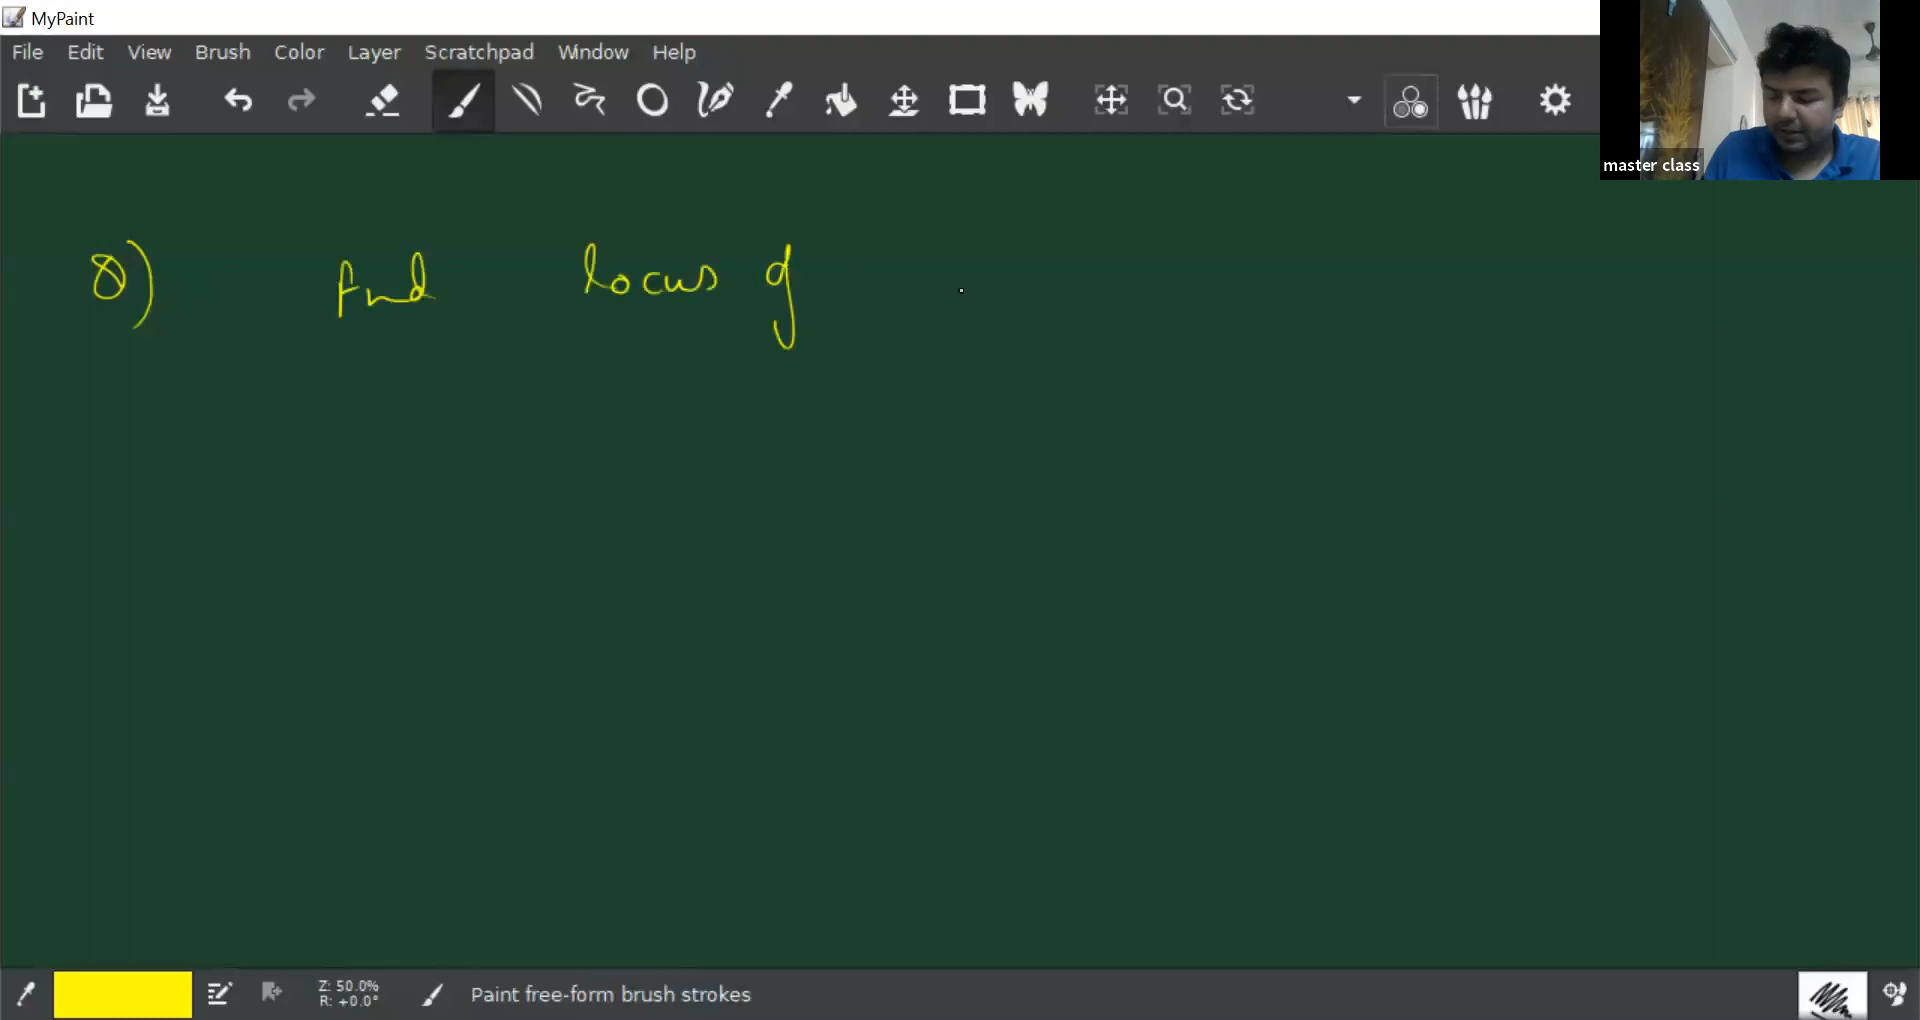 MyPaint
File Edit View Brush Color Layer Scratchpad Window Help
master class
Q) find locus of
Z: 50.0%
R: +0.0°
Paint free-form brush strokes